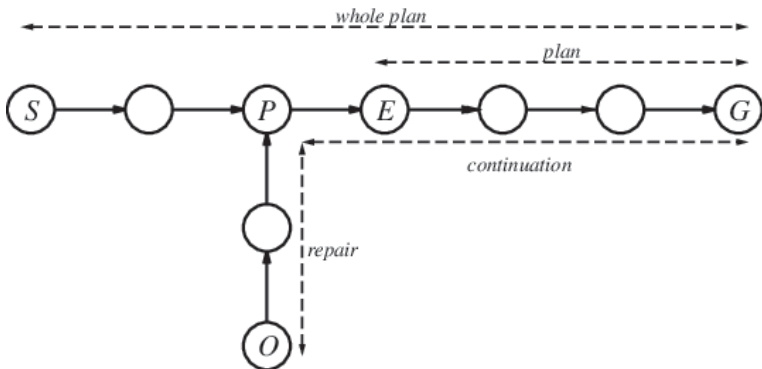 whole plan
plan
S P E G
continuation
repair
O